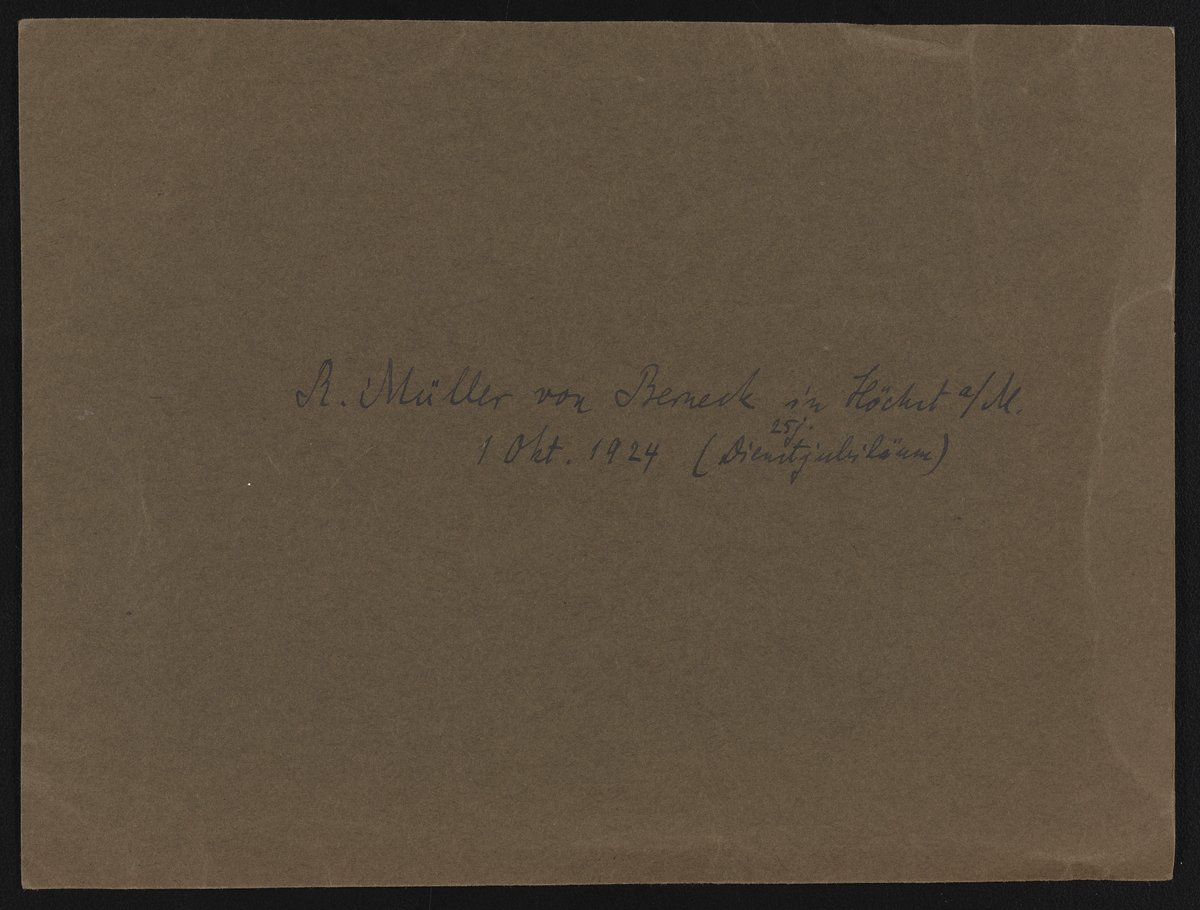 R. Müller von Berneck in Höchst a/M.
1 Okt. 1924 (25j. Dienstjubiläum)